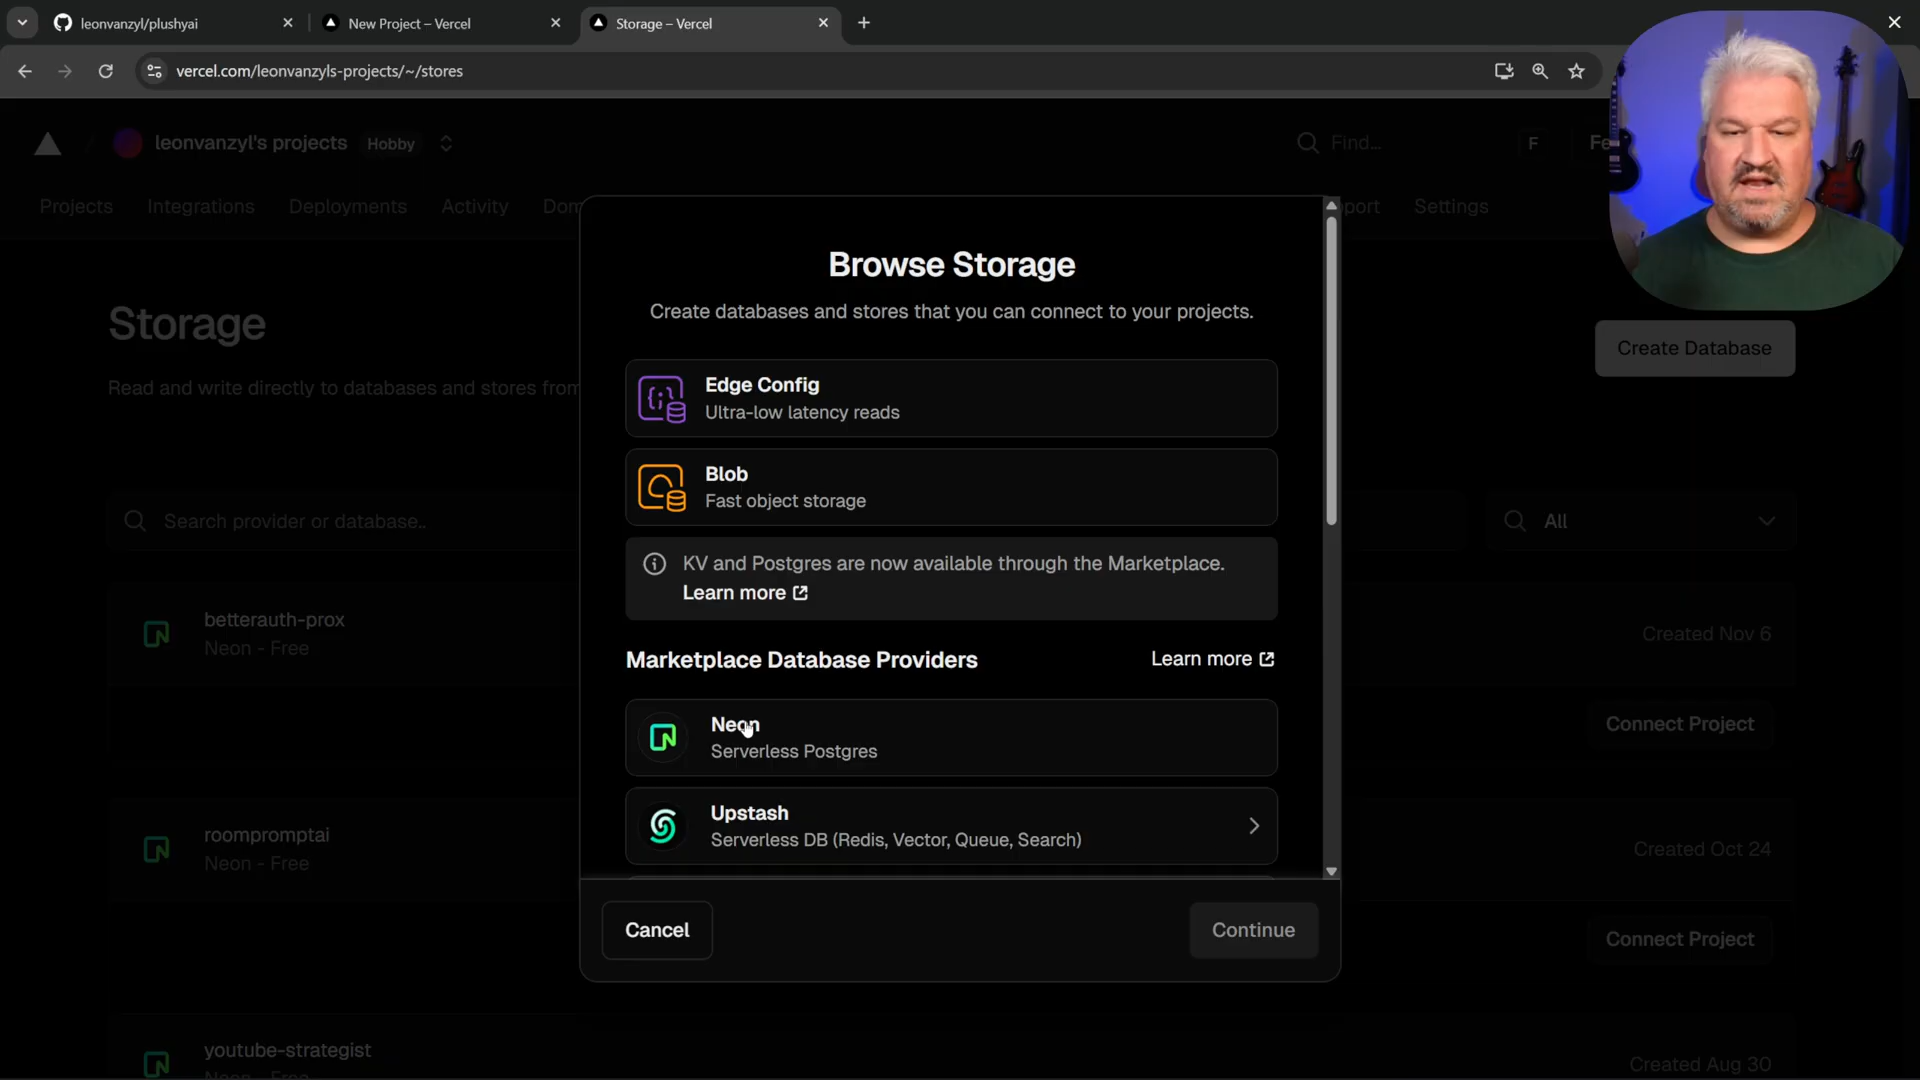 leonvanzyl/plushyai
New Project – Vercel
Storage – Vercel
vercel.com/leonvanzyls-projects/~/stores
leonvanzyl's projects
Hobby
Find...
F
Projects
Integrations
Deployments
Activity
Settings
Storage
Read and write directly to databases and stores from
Create Database
Search provider or database..
All
betterauth-prox
Neon - Free
Created Nov 6
Connect Project
roompromptai
Neon - Free
Created Oct 24
Connect Project
youtube-strategist
Neon - Free
Created Aug 30
Browse Storage
Create databases and stores that you can connect to your projects.
Edge Config
Ultra-low latency reads
Blob
Fast object storage
KV and Postgres are now available through the Marketplace.
Learn more
Marketplace Database Providers
Learn more
Neon
Serverless Postgres
Upstash
Serverless DB (Redis, Vector, Queue, Search)
Cancel
Continue